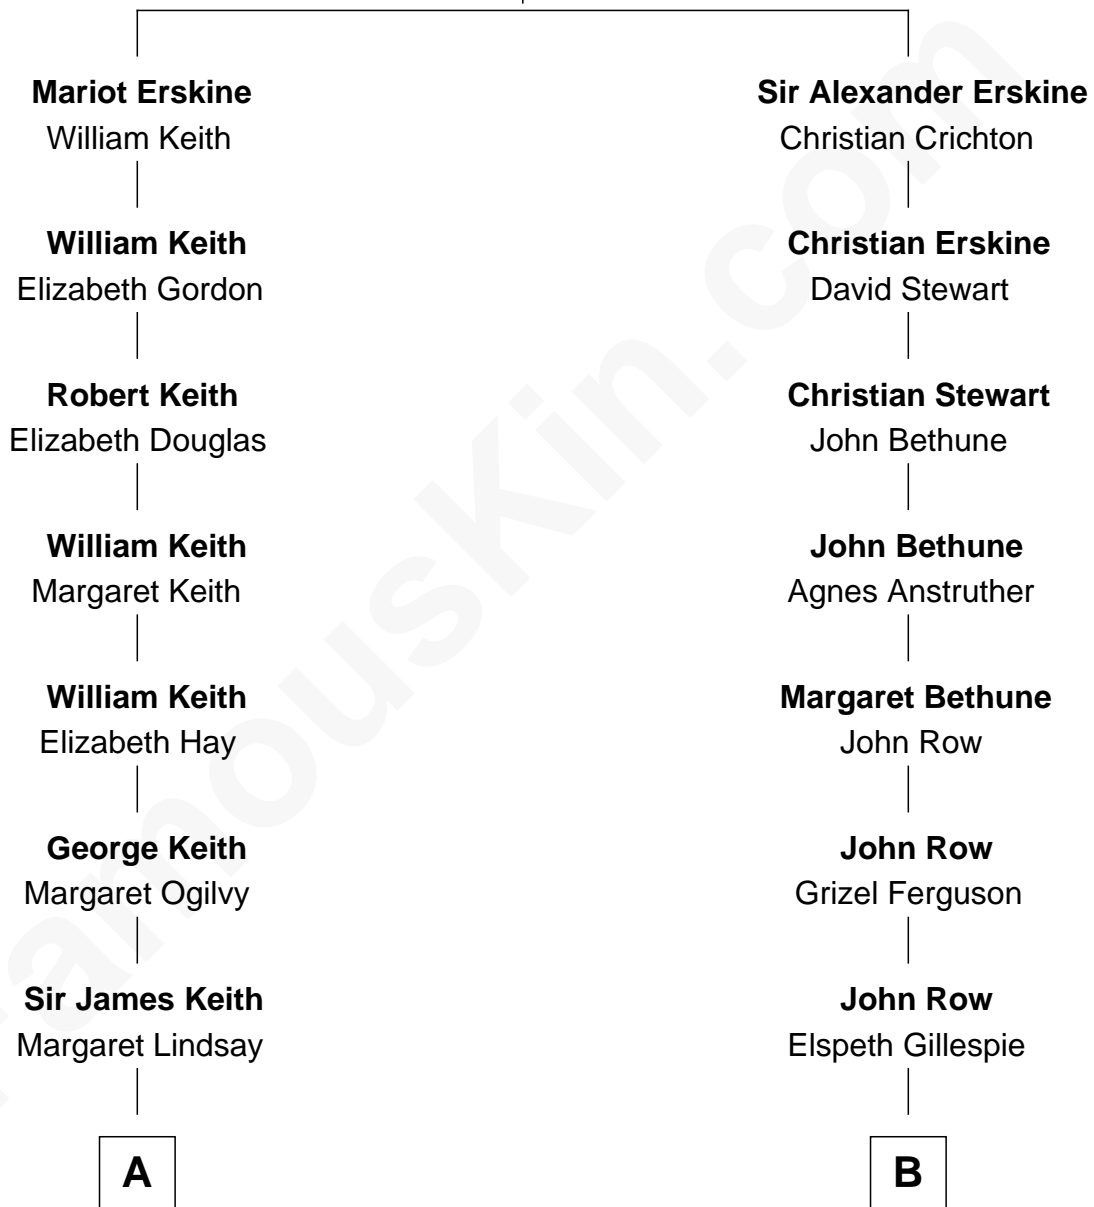 Mariot Erskine
William Keith
William Keith
Elizabeth Gordon
Robert Keith
Elizabeth Douglas
William Keith
Margaret Keith
William Keith
Elizabeth Hay
George Keith
Margaret Ogilvy
Sir James Keith
Margaret Lindsay
A
Sir Alexander Erskine
Christian Crichton
Christian Erskine
David Stewart
Christian Stewart
John Bethune
John Bethune
Agnes Anstruther
Margaret Bethune
John Row
John Row
Grizel Ferguson
John Row
Elspeth Gillespie
B
FamousKin.com